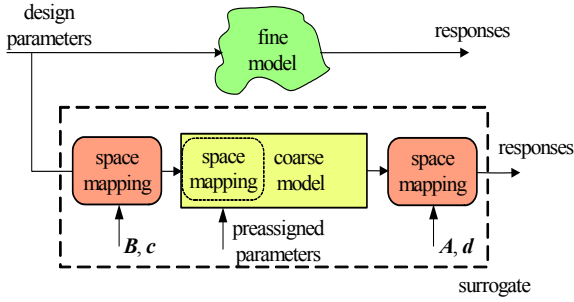 design
parameters
fine
model
responses
space
mapping
space
mapping
coarse
model
space
mapping
responses
B, c
preassigned
parameters
A, d
surrogate